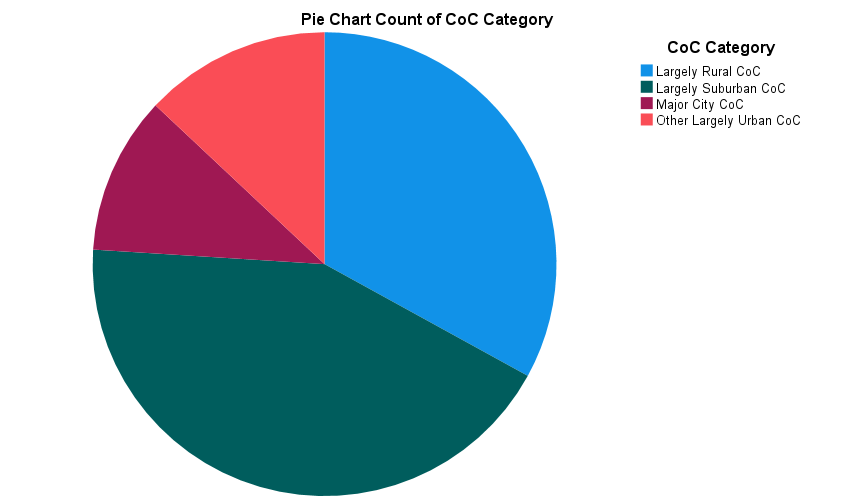 Pie Chart Count of CoC Category
CoC Category
Largely Rural CoC
Largely Suburban CoC
Major City CoC
Other Largely Urban CoC